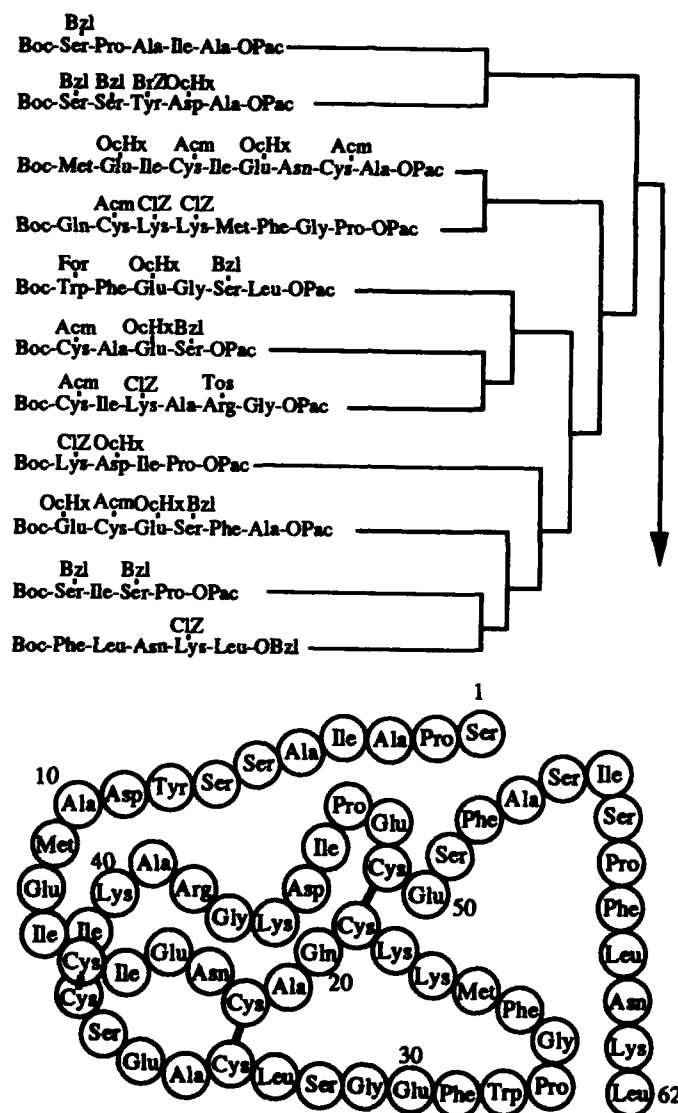 Bzl
Boc-Ser-Pro-Ala-Ile-Ala-OPac
Bzl Bzl BrZ OcHx
Boc-Ser-Ser-Tyr-Asp-Ala-OPac
OcHx Acm OcHx Acm
Boc-Met-Glu-Ile-Cys-Ile-Glu-Asn-Cys-Ala-OPac
Acm ClZ ClZ
Boc-Gln-Cys-Lys-Lys-Met-Phe-Gly-Pro-OPac
For OcHx Bzl
Boc-Trp-Phe-Glu-Gly-Ser-Leu-OPac
Acm OcHx Bzl
Boc-Cys-Ala-Glu-Ser-OPac
Acm ClZ Tos
Boc-Cys-Ile-Lys-Ala-Arg-Gly-OPac
ClZ OcHx
Boc-Lys-Asp-Ile-Pro-OPac
OcHx Acm OcHx Bzl
Boc-Glu-Cys-Glu-Ser-Phe-Ala-OPac
Bzl Bzl
Boc-Ser-Ile-Ser-Pro-OPac
ClZ
Boc-Phe-Leu-Asn-Lys-Leu-OBzl
1
Ser Pro Ala Ile Ala Ser Ser Tyr Asp Ala
10
Met Glu Ile Cys Ile Glu Asn Cys Ala Gln
20
Cys Lys Lys Met Phe Gly Pro Trp Phe Glu
30
Gly Ser Leu Cys Ala Glu Ser Cys Ile Lys
40
Ala Arg Gly Lys Asp Ile Pro Glu Cys Glu
50
Ser Phe Ala Ser Ile Ser Pro Phe Leu Asn Lys Leu
62